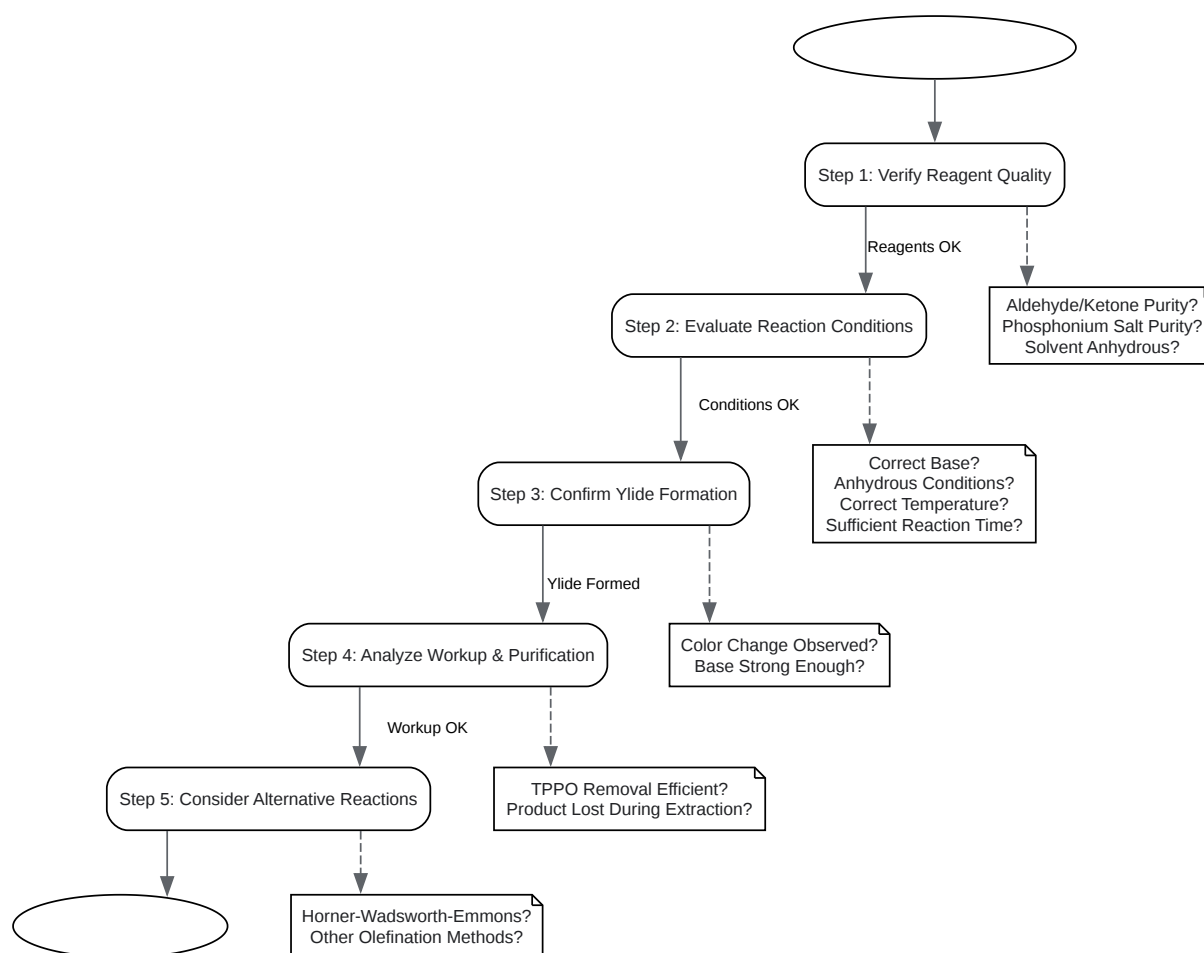 Step 1: Verify Reagent Quality
Reagents OK
Aldehyde/Ketone Purity?
Phosphonium Salt Purity?
Solvent Anhydrous?
Step 2: Evaluate Reaction Conditions
Conditions OK
Correct Base?
Anhydrous Conditions?
Correct Temperature?
Sufficient Reaction Time?
Step 3: Confirm Ylide Formation
Ylide Formed
Color Change Observed?
Base Strong Enough?
Step 4: Analyze Workup & Purification
Workup OK
TPPO Removal Efficient?
Product Lost During Extraction?
Step 5: Consider Alternative Reactions
Horner-Wadsworth-Emmons?
Other Olefination Methods?